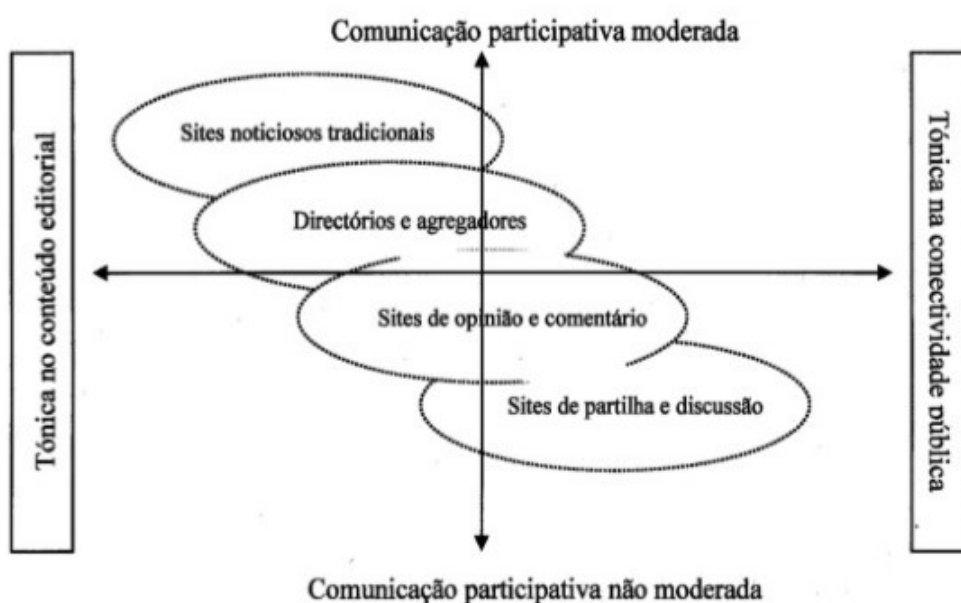 Comunicação participativa moderada
Tónica no conteúdo editorial
Sites noticiosos tradicionais
Directórios e agregadores
Sites de opinião e comentário
Sites de partilha e discussão
Tónica na conectividade pública
Comunicação participativa não moderada